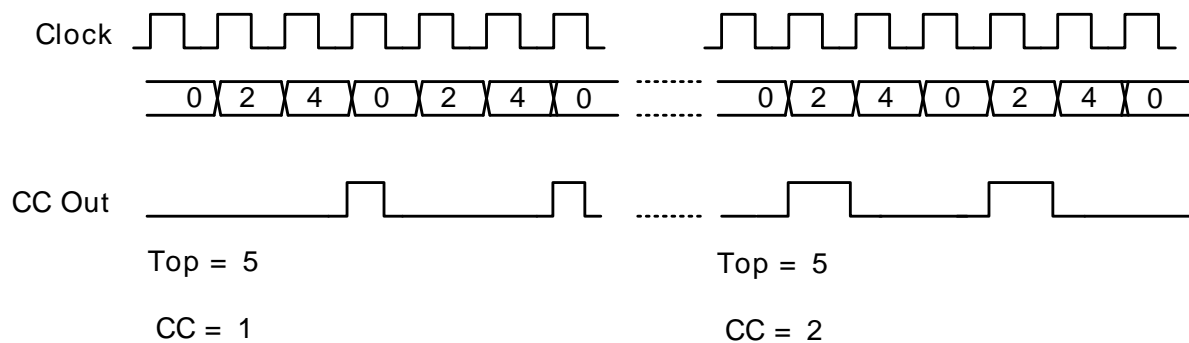 Clock
0 2 4 0 2 4 0 0 2 4 0 2 4 0
CC Out
Top = 5 Top = 5
CC = 1 CC = 2